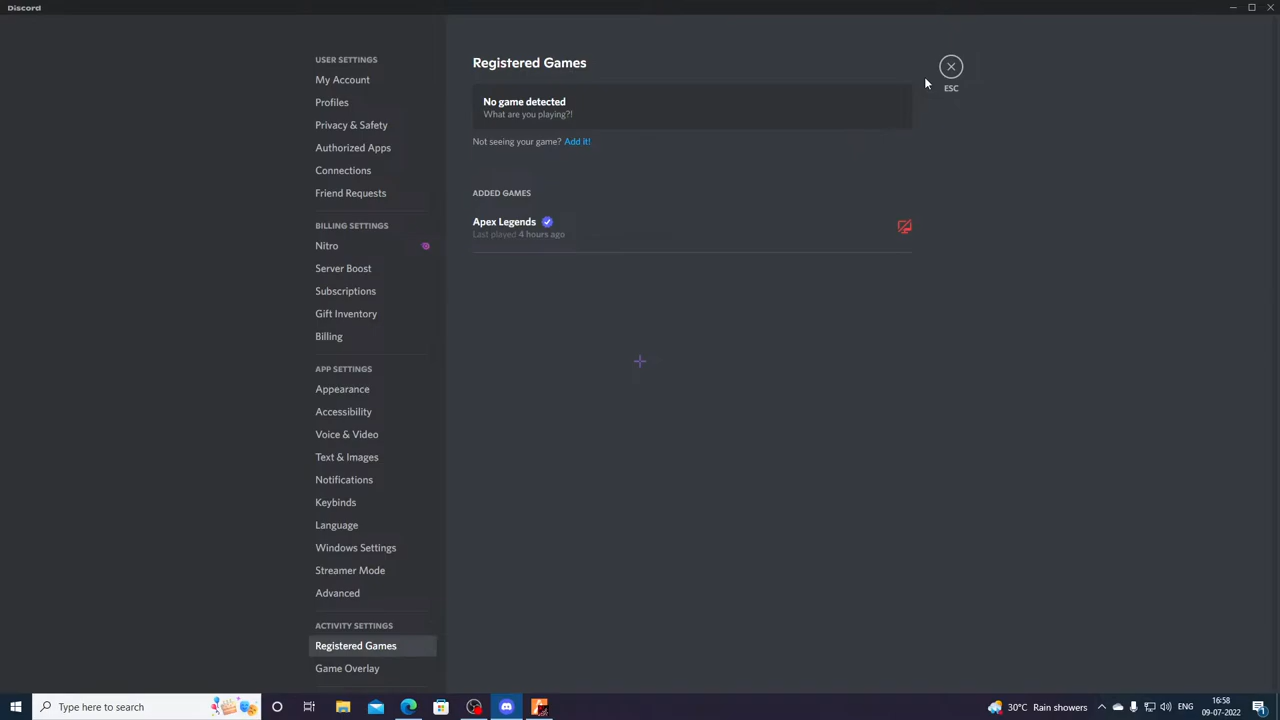 Discord
USER SETTINGS
My Account
Profiles
Privacy & Safety
Authorized Apps
Connections
Friend Requests
BILLING SETTINGS
Nitro
Server Boost
Subscriptions
Gift Inventory
Billing
APP SETTINGS
Appearance
Accessibility
Voice & Video
Text & Images
Notifications
Keybinds
Language
Windows Settings
Streamer Mode
Advanced
ACTIVITY SETTINGS
Registered Games
Game Overlay
Registered Games
No game detected
What are you playing?!
Not seeing your game? Add it!
ADDED GAMES
Apex Legends
Last played 4 hours ago
ESC
Type here to search
30°C Rain showers
ENG
16:58
09-07-2022
1